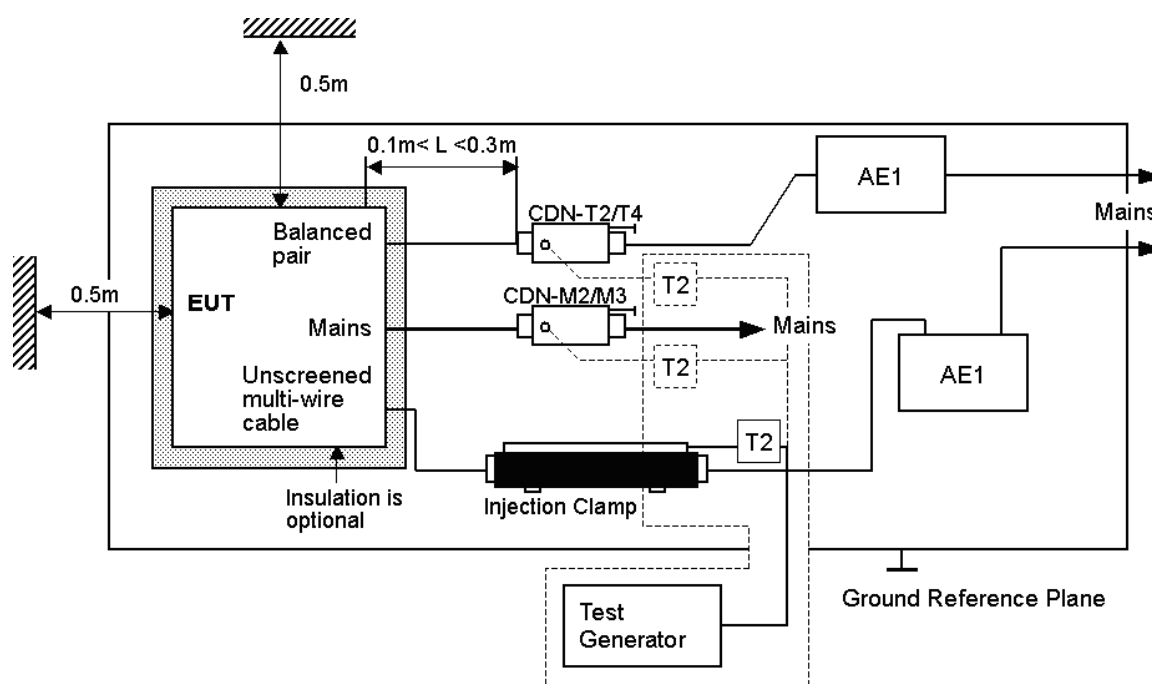 0.5m
0.1m< L <0.3m
AE1
CDN-T2/T4
Balanced
pair
Mains
T2
0.5m
EUT
CDN-M2/M3
Mains
Mains
T2
AE1
Unscreened
multi-wire
cable
T2
Insulation is
optional
Injection Clamp
Test
Generator
Ground Reference Plane